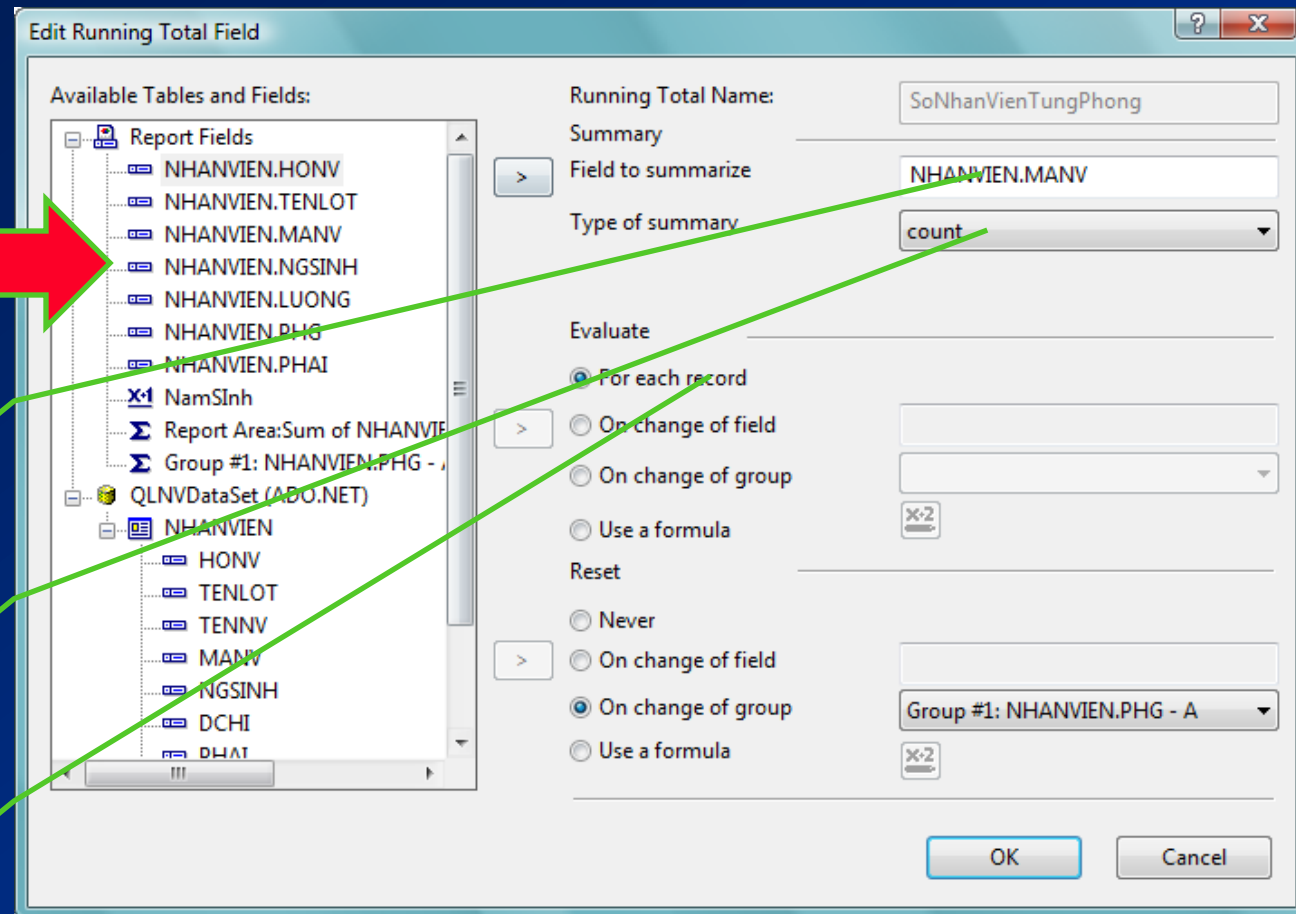 Edit Running Total Field
?
X
Available Tables and Fields:
Report Fields
NHANVIEN.HONV
NHANVIEN.TENLOT
NHANVIEN.MANV
NHANVIEN.NGSINH
NHANVIEN.LUONG
NHANVIEN.PHG
NHANVIEN.PHAI
X+1 NamSInh
Σ Report Area:Sum of NHANVIE
Σ Group #1: NHANVIEN.PHG - A
QLNVDataSet (ADO.NET)
NHANVIEN
HONV
TENLOT
TENNV
MANV
NGSINH
DCHI
PHAI
Running Total Name:
SoNhanVienTungPhong
Summary
>
Field to summarize
NHANVIEN.MANV
Type of summary
count
Evaluate
For each record
>
On change of field
On change of group
Use a formula
X+2
Reset
Never
>
On change of field
On change of group
Group #1: NHANVIEN.PHG - A
Use a formula
X+2
OK
Cancel